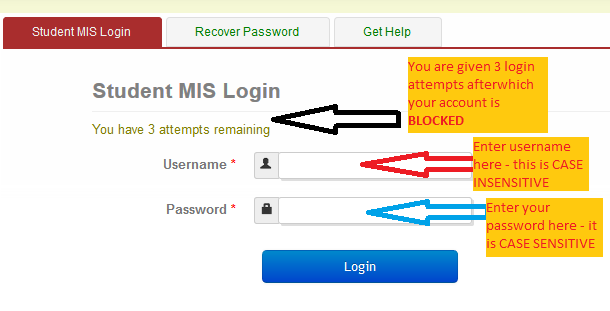 Student MIS Login
Recover Password
Get Help
Student MIS Login
You have 3 attempts remaining
You are given 3 login
attempts afterwhich
your account is
BLOCKED
Username *
Enter username
here - this is CASE
INSENSITIVE
Password *
Enter your
password here - it
is CASE SENSITIVE
Login